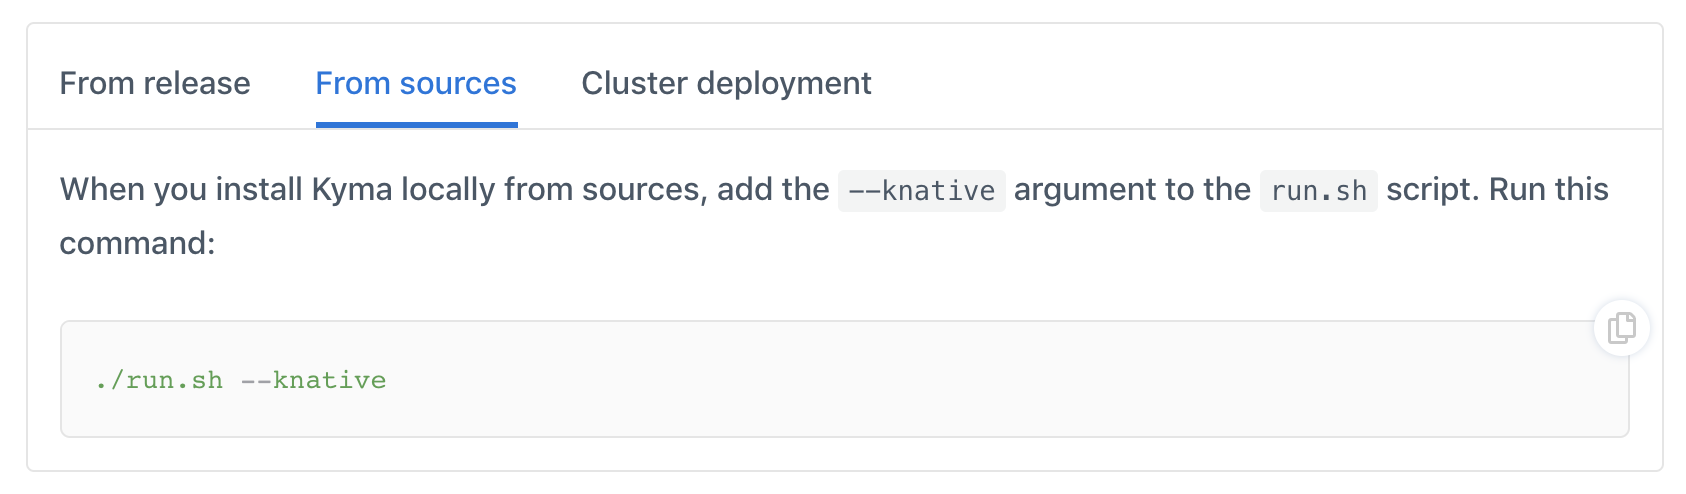 From release From sources Cluster deployment
When you install Kyma locally from sources, add the --knative argument to the run.sh script. Run this
command:
./run.sh --knative